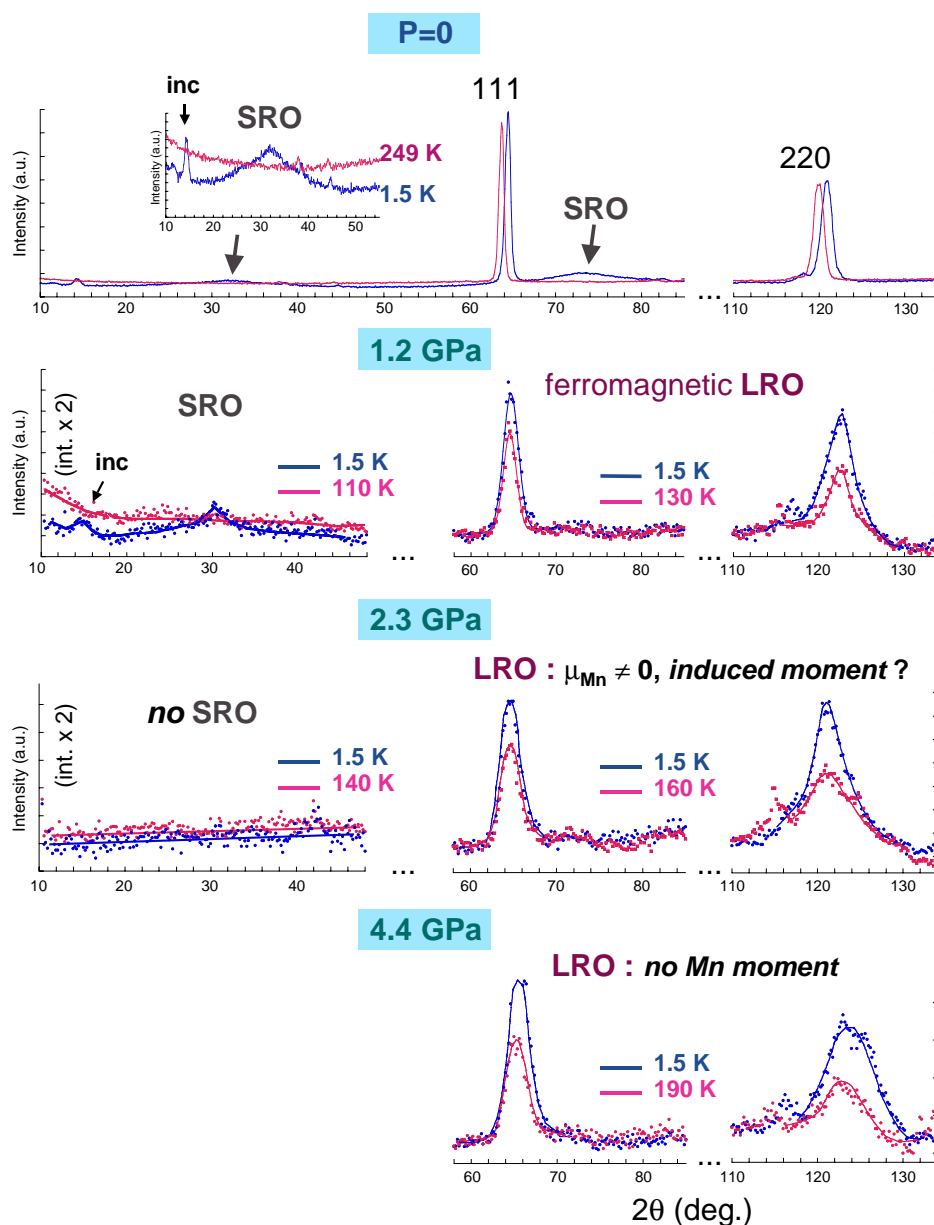 P=0
111
inc
SRO
249 K
1.5 K
Intensity (a.u.)
10 20 30 40 50
220
SRO
Intensity (a.u.)
10 20 30 40 50 60 70 80 ... 110 120 130
1.2 GPa
ferromagnetic LRO
SRO
Intensity (a.u.)
(int. x 2)
inc
1.5 K
110 K
1.5 K
130 K
10 20 30 40 ... 60 70 80 ... 110 120 130
2.3 GPa
LRO : μMn ≠ 0, induced moment ?
no SRO
Intensity (a.u.)
(int. x 2)
1.5 K
140 K
1.5 K
160 K
10 20 30 40 ... 60 70 80 ... 110 120 130
4.4 GPa
LRO : no Mn moment
1.5 K
190 K
60 70 80 ... 110 120 130
2θ (deg.)